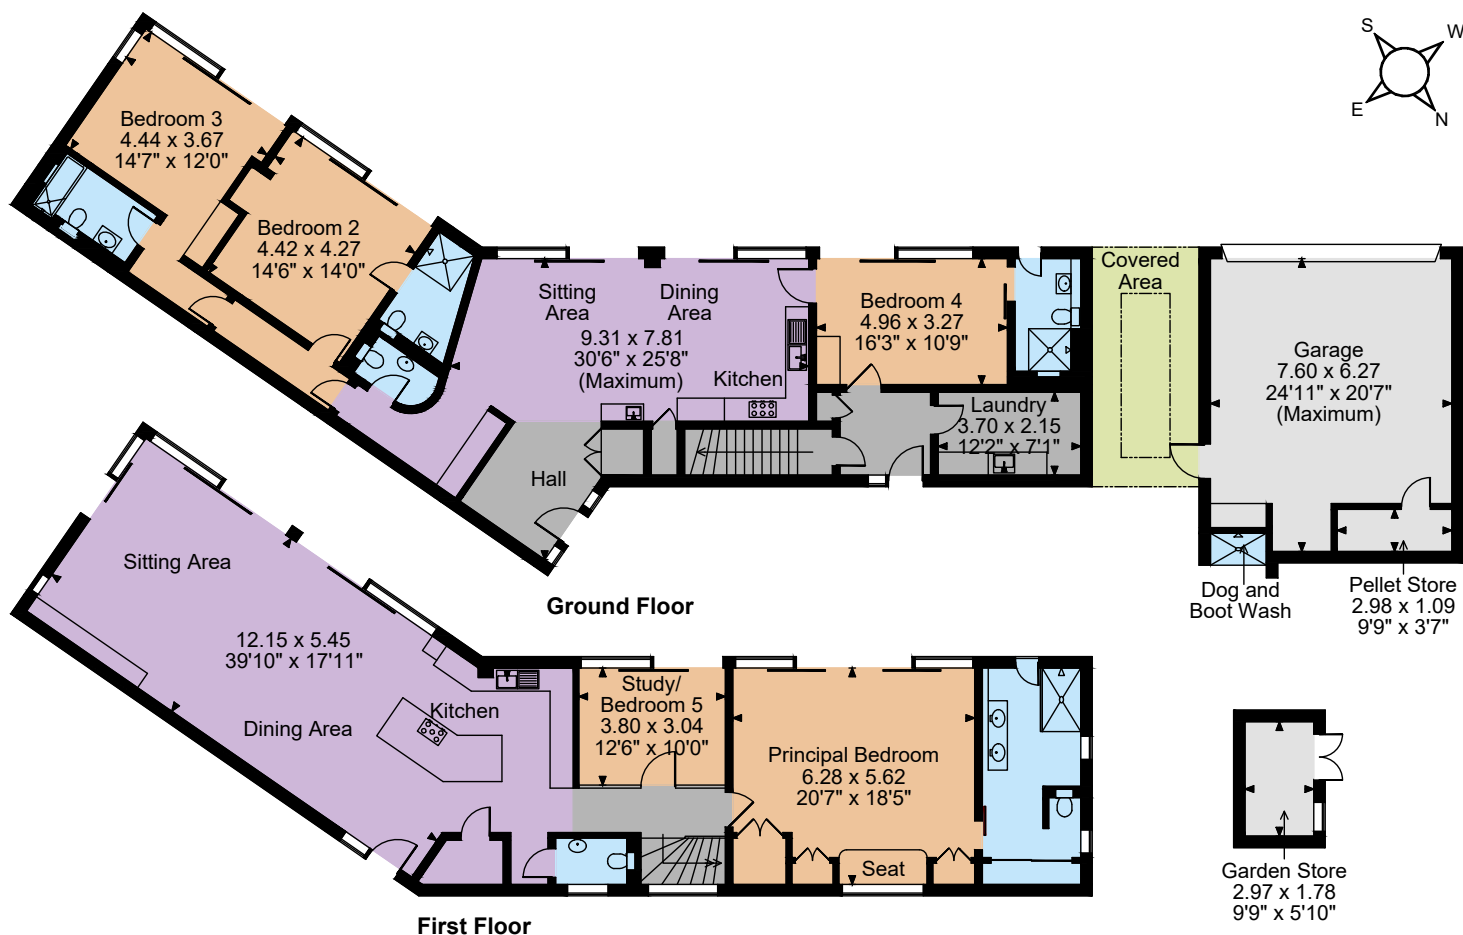 S
W
E
N
Bedroom 3
4.44 x 3.67
14'7" x 12'0"
Bedroom 2
4.42 x 4.27
14'6" x 14'0"
Sitting
Area
Dining
Area
9.31 x 7.81
30'6" x 25'8"
(Maximum)
Kitchen
Bedroom 4
4.96 x 3.27
16'3" x 10'9"
Covered
Area
Garage
7.60 x 6.27
24'11" x 20'7"
(Maximum)
Laundry
3.70 x 2.15
12'2" x 7'1"
Hall
Dog and
Boot Wash
Pellet Store
2.98 x 1.09
9'9" x 3'7"
Ground Floor
Sitting Area
12.15 x 5.45
39'10" x 17'11"
Dining Area
Kitchen
Study/
Bedroom 5
3.80 x 3.04
12'6" x 10'0"
Principal Bedroom
6.28 x 5.62
20'7" x 18'5"
Seat
Garden Store
2.97 x 1.78
9'9" x 5'10"
First Floor